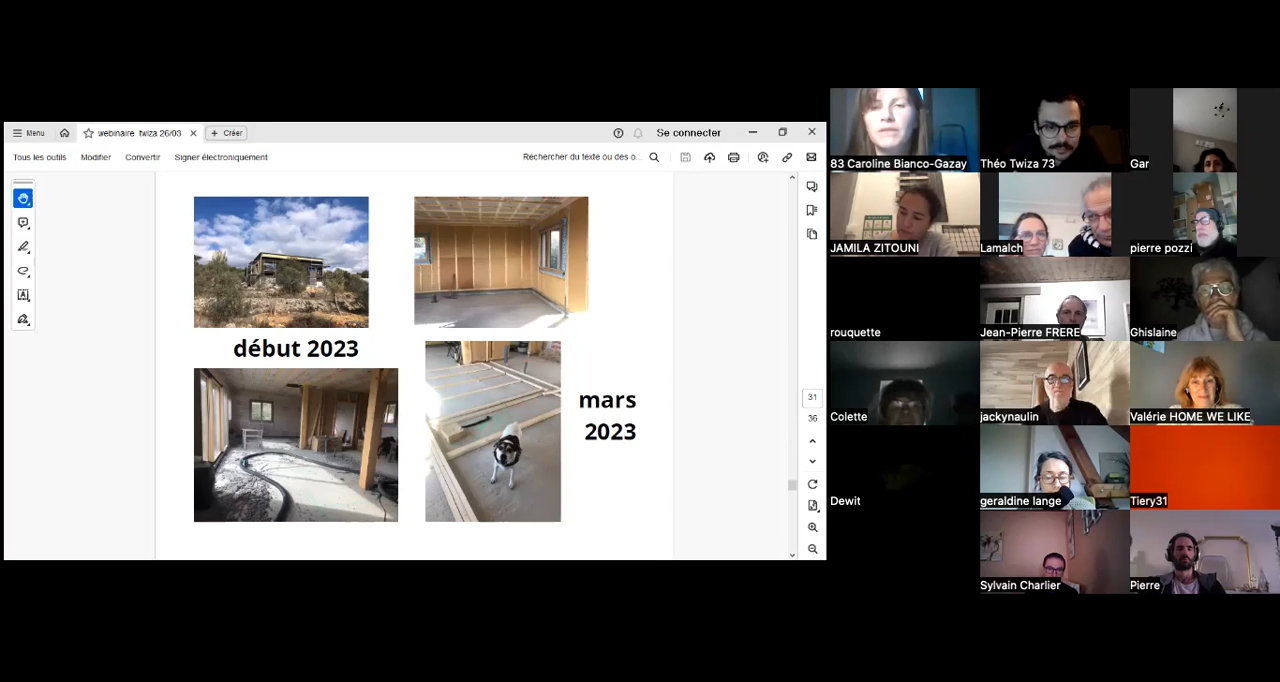 Menu
webinaire twiza 26/03
Créer
Se connecter
Tous les outils
Modifier
Convertir
Signer électroniquement
Rechercher du texte ou des o...
début 2023
mars
2023
31
36
83 Caroline Bianco-Gazay
Théo Twiza 73
Gar
JAMILA ZITOUNI
Lamalch
pierre pozzi
rouquette
Jean-Pierre FRERE
Ghislaine
Colette
jackynaulin
Valérie HOME WE LIKE
Dewit
geraldine lange
Tiery31
Sylvain Charlier
Pierre